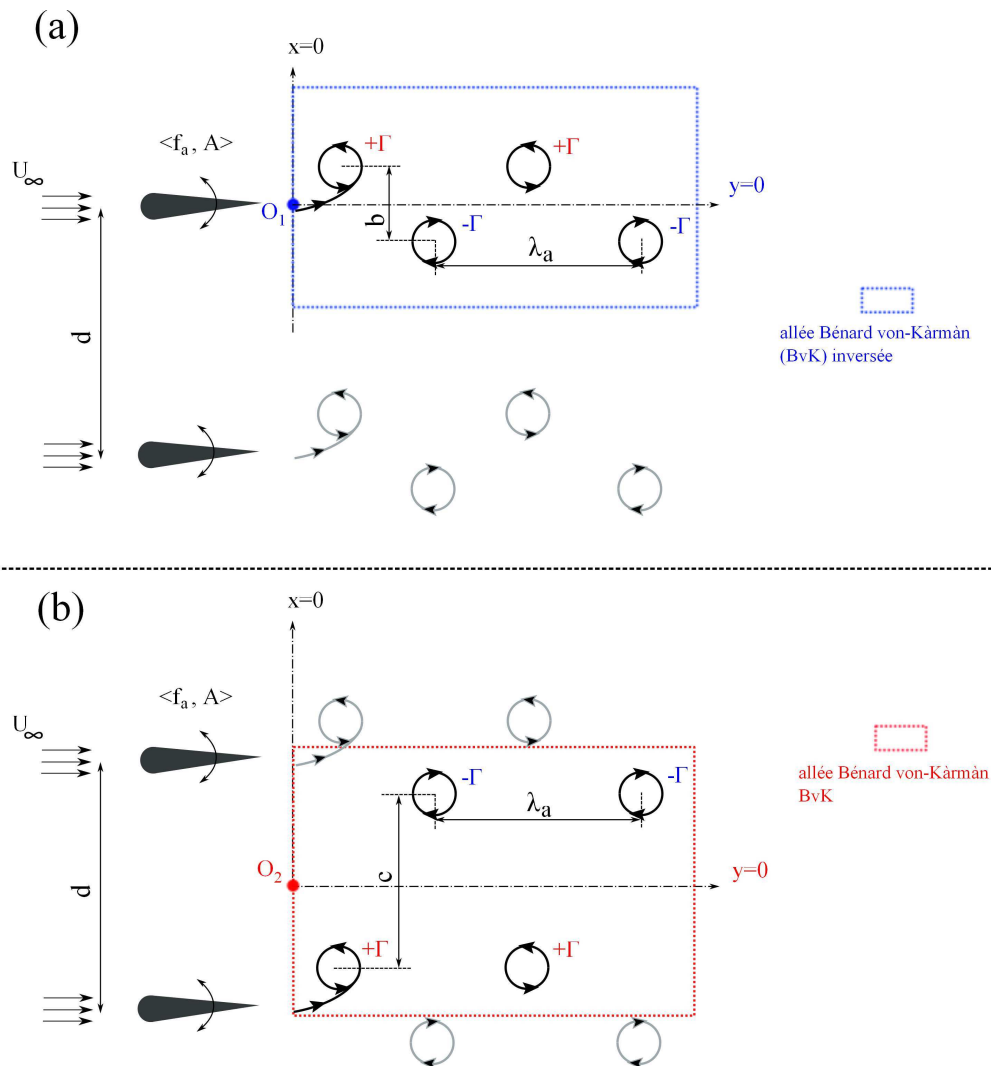 (a)
x=0
<fₐ, A>
+Γ
+Γ
U∞
y=0
O₁
b
-Γ
-Γ
λₐ
d
allée Bénard von-Kàrmàn
(BvK) inversée
(b)
x=0
<fₐ, A>
U∞
-Γ
-Γ
λₐ
allée Bénard von-Kàrmàn
BvK
d
c
O₂
y=0
+Γ
+Γ